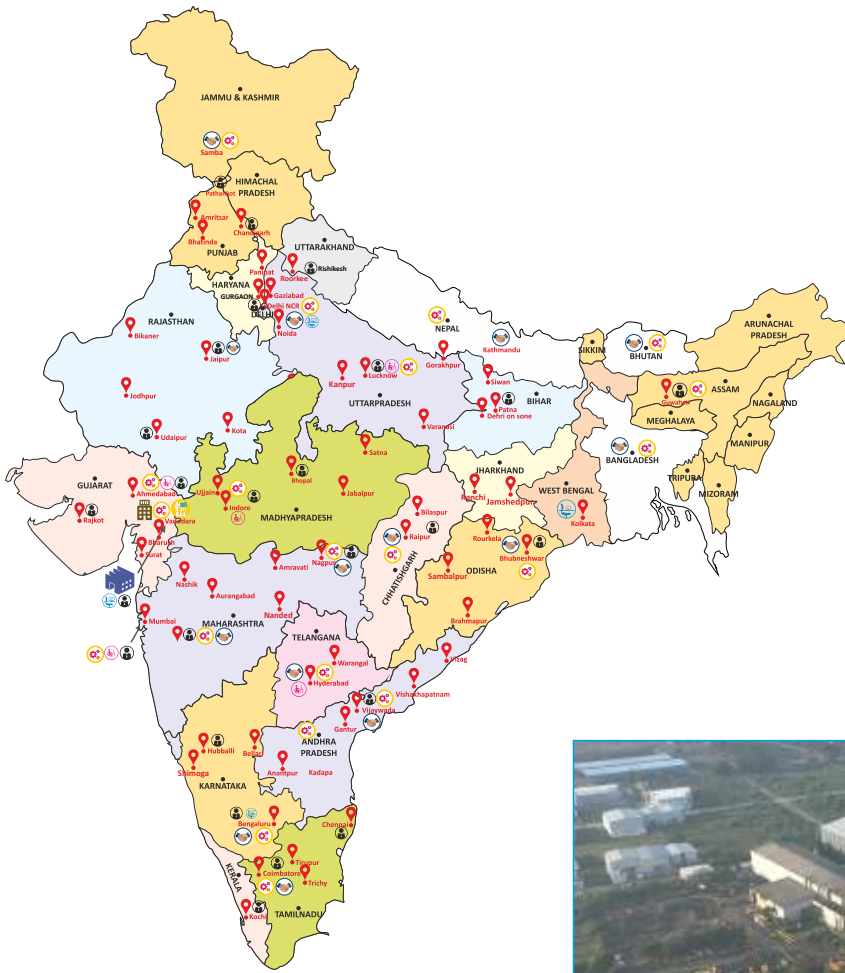 JAMMU & KASHMIR
Samba
HIMACHAL
PRADESH
Pathankot
Amritsar
Chandigarh
Bhatinda
PUNJAB
UTTARAKHAND
Panipat
Roorkee
Rishikesh
HARYANA
GURGAON
Gaziabad
Delhi NCR
DELHI
Noida
NEPAL
Kathmandu
BHUTAN
ARUNACHAL
PRADESH
SIKKIM
RAJASTHAN
Bikaner
Jaipur
Jodhpur
Udaipur
Kota
Kanpur
Lucknow
Gorakhpur
UTTARPRADESH
Varanasi
Siwan
BIHAR
Patna
Dehri on sone
Guwahati
ASSAM
NAGALAND
MEGHALAYA
MANIPUR
BANGLADESH
TRIPURA
MIZORAM
GUJARAT
Ahmedabad
Rajkot
Vadodara
Bharush
Surat
Ujjain
Indore
Bhopal
Satna
Jabalpur
MADHYAPRADESH
JHARKHAND
Ranchi
Jamshedpur
WEST BENGAL
Kolkata
Bilaspur
Raipur
CHHATISHGARH
Rourkela
Bhubneshwar
ODISHA
Sambalpur
Brahmapur
Nashik
Aurangabad
Amravati
Nagpur
Nanded
Mumbai
MAHARASHTRA
TELANGANA
Warangal
Hyderabad
Vizag
Vishakhapatnam
Vijaywada
Gantur
ANDHRA
PRADESH
Anantpur
Kadapa
Hubballi
Bellari
Shimoga
KARNATAKA
Bengaluru
Chennai
KERALA
Coimbatore
Tirupur
Trichy
Kochi
TAMILNADU